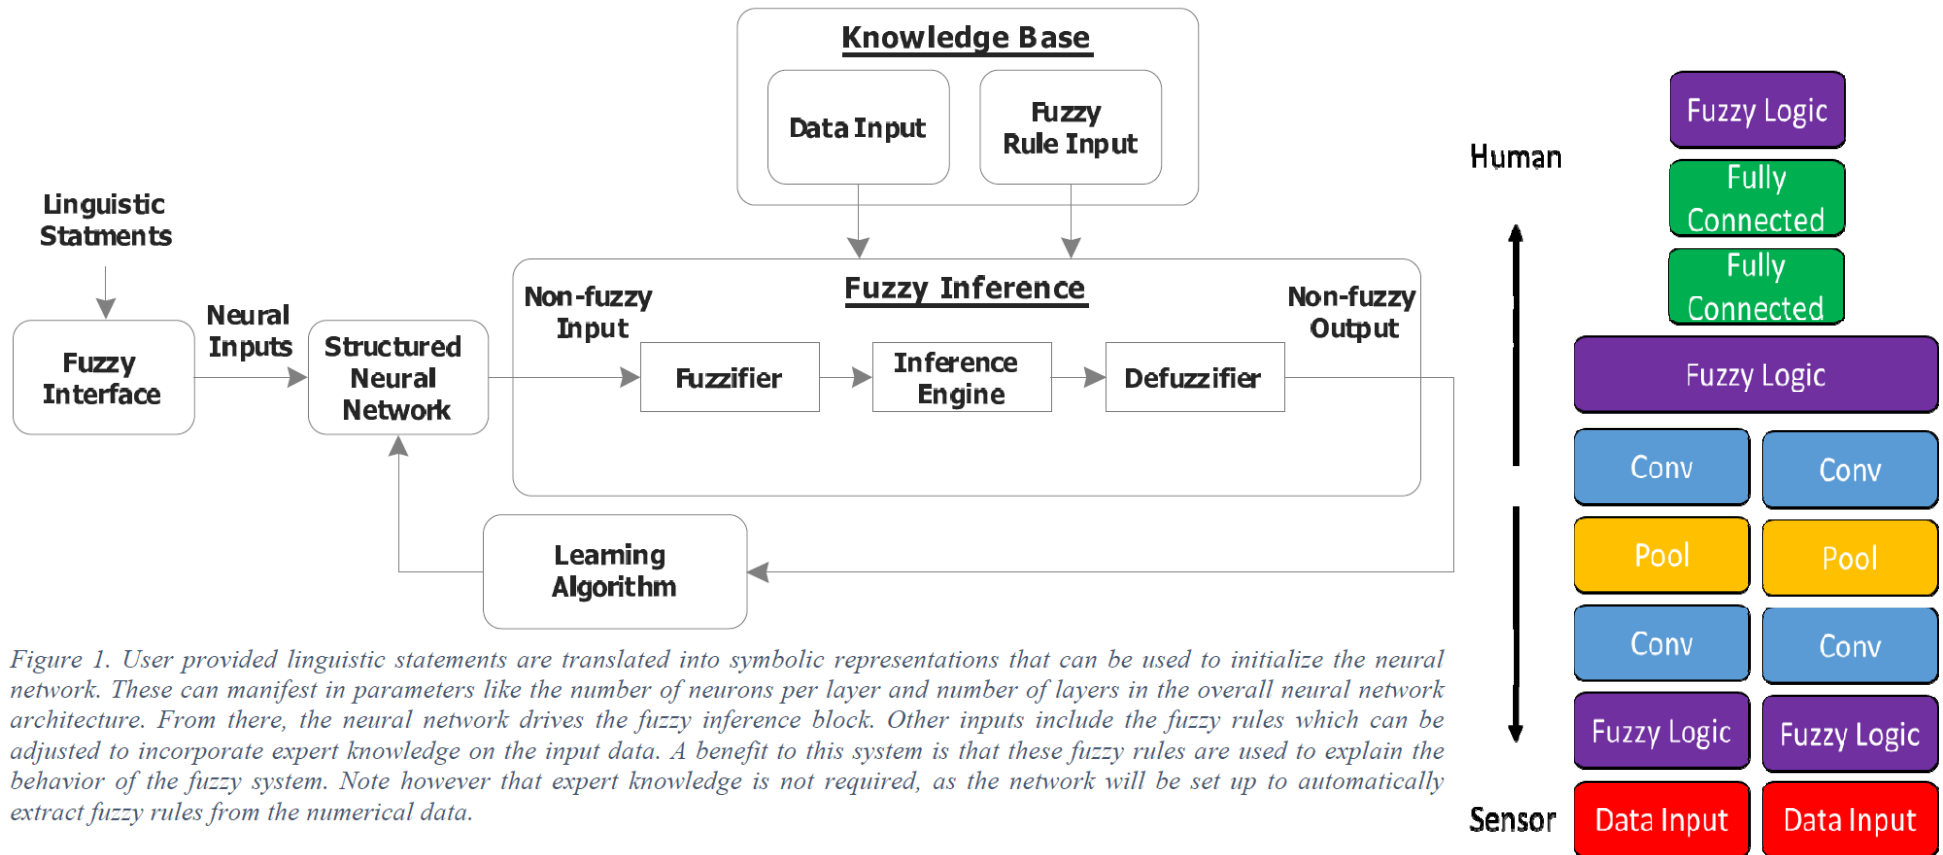 Knowledge Base
Data Input
Fuzzy
Rule Input
Linguistic
Statments
Fuzzy Inference
Non-fuzzy
Input
Non-fuzzy
Output
Neural
Inputs
Fuzzy
Interface
Structured
Neural
Network
Fuzzifier
Inference
Engine
Defuzzifier
Learning
Algorithm
Figure 1. User provided linguistic statements are translated into symbolic representations that can be used to initialize the neural
network. These can manifest in parameters like the number of neurons per layer and number of layers in the overall neural network
architecture. From there, the neural network drives the fuzzy inference block. Other inputs include the fuzzy rules which can be
adjusted to incorporate expert knowledge on the input data. A benefit to this system is that these fuzzy rules are used to explain the
behavior of the fuzzy system. Note however that expert knowledge is not required, as the network will be set up to automatically
extract fuzzy rules from the numerical data.
Human
Sensor
Fuzzy Logic
Fully
Connected
Fully
Connected
Fuzzy Logic
Conv
Conv
Pool
Pool
Conv
Conv
Fuzzy Logic
Fuzzy Logic
Data Input
Data Input